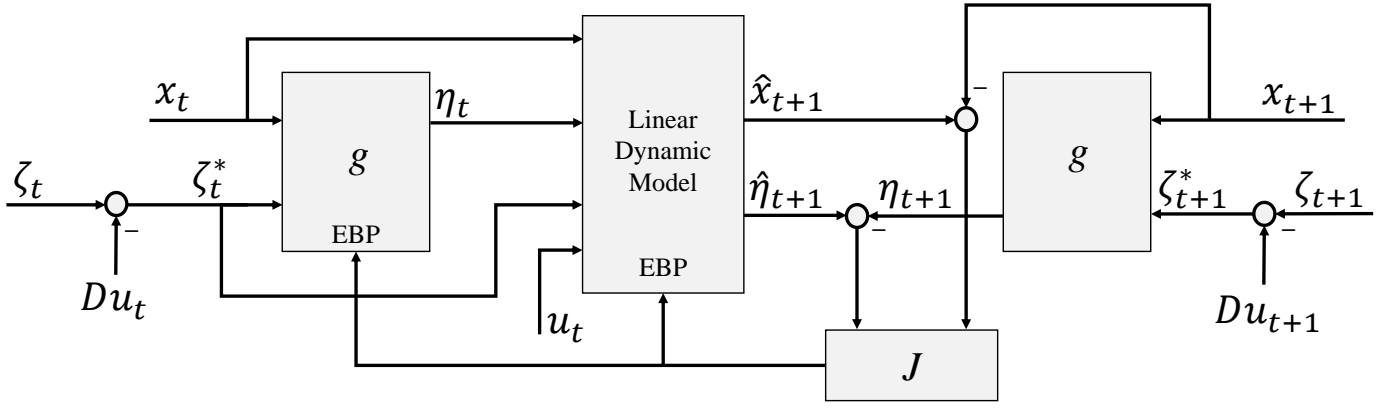 x_t
ζ_t
ζ_t^*
Du_t
−
g
EBP
η_t
u_t
Linear
Dynamic
Model
EBP
x̂_{t+1}
η̂_{t+1}
−
−
η_{t+1}
J
g
x_{t+1}
ζ_{t+1}^*
ζ_{t+1}
−
Du_{t+1}